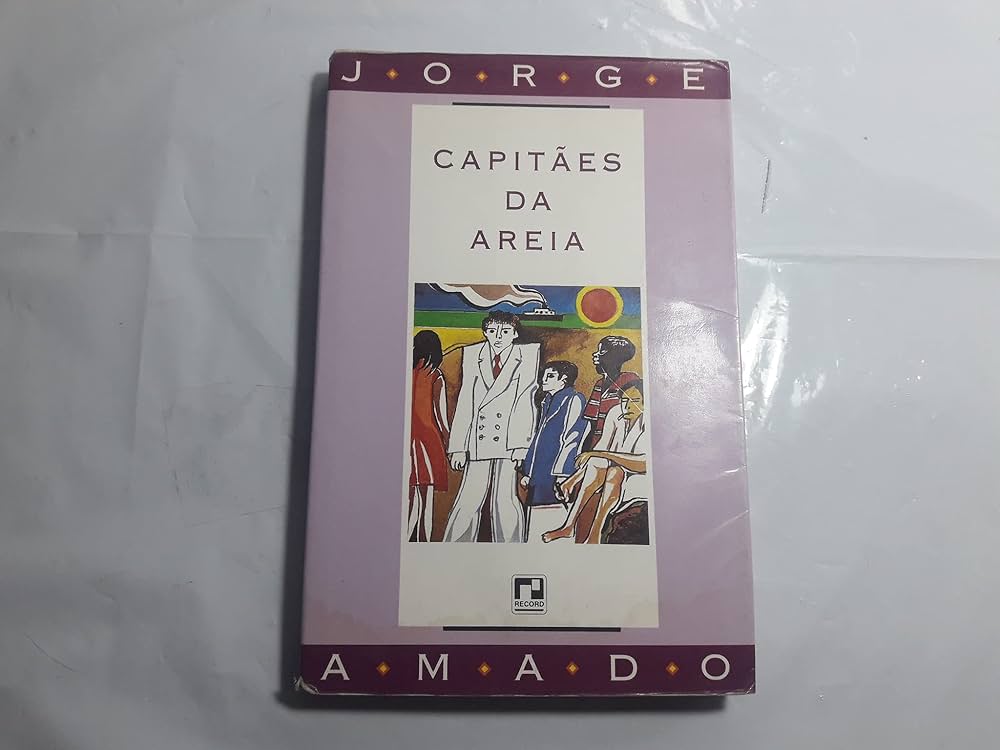 J·O·R·G·E
CAPITÃES
DA
AREIA
RECORD
A·M·A·D·O